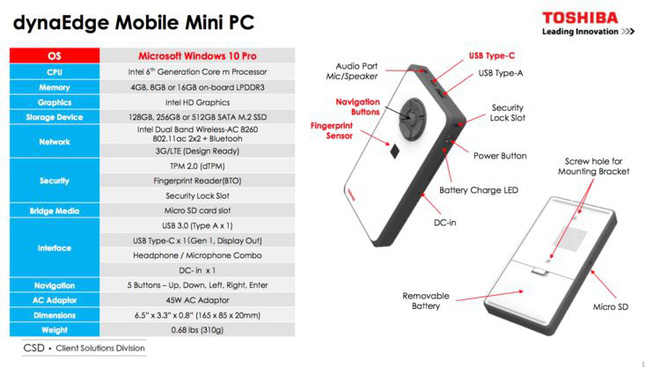 dynaEdge Mobile Mini PC
TOSHIBA
Leading Innovation >>>
OS Microsoft Windows 10 Pro
CPU Intel 6th Generation Core m Processor
Memory 4GB, 8GB or 16GB on-board LPDDR3
Graphics Intel HD Graphics
Storage Device 128GB, 256GB or 512GB SATA M.2 SSD
Network Intel Dual Band Wireless-AC 8260
802.11ac 2x2 + Bluetooh
3G/LTE (Design Ready)
Security TPM 2.0 (dTPM)
Fingerprint Reader(BTO)
Security Lock Slot
Bridge Media Micro SD card slot
Interface USB 3.0 (Type A x 1)
USB Type-C x 1(Gen 1, Display Out)
Headphone / Microphone Combo
DC- in x 1
Navigation 5 Buttons – Up, Down, Left, Right, Enter
AC Adaptor 45W AC Adaptor
Dimensions 6.5" x 3.3" x 0.8" (165 x 85 x 20mm)
Weight 0.68 lbs (310g)
CSD • Client Solutions Division
USB Type-C
Audio Port
Mic/Speaker
USB Type-A
Navigation
Buttons
Security
Lock Slot
Fingerprint
Sensor
Power Button
Battery Charge LED
DC-in
Screw hole for
Mounting Bracket
Removable
Battery
Micro SD
1